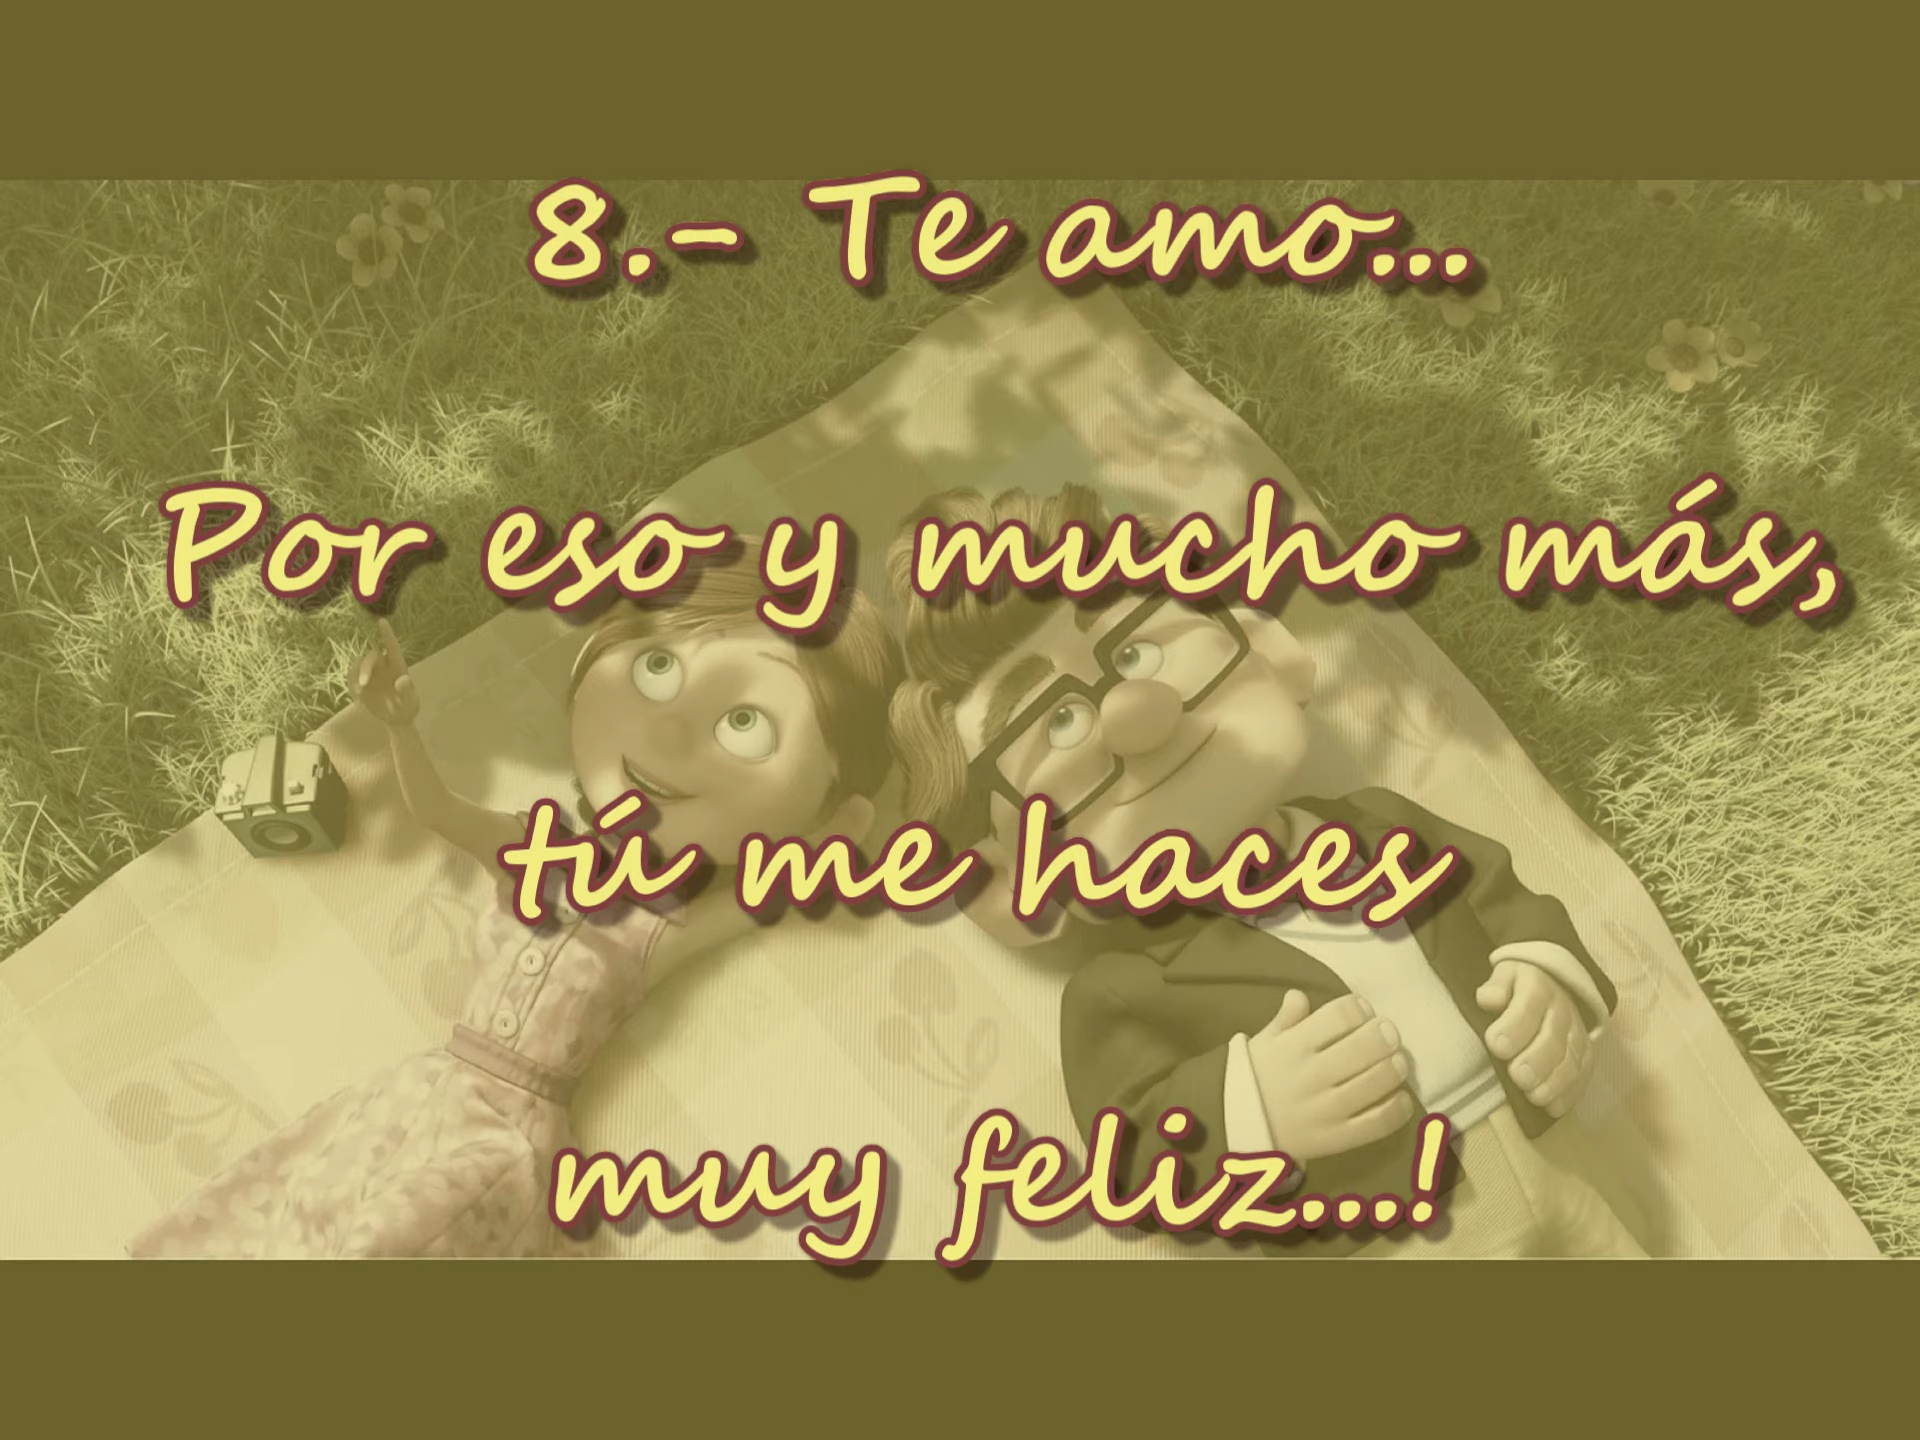 8.- Te amo...
Por eso y mucho más,
tú me haces
muy feliz...!